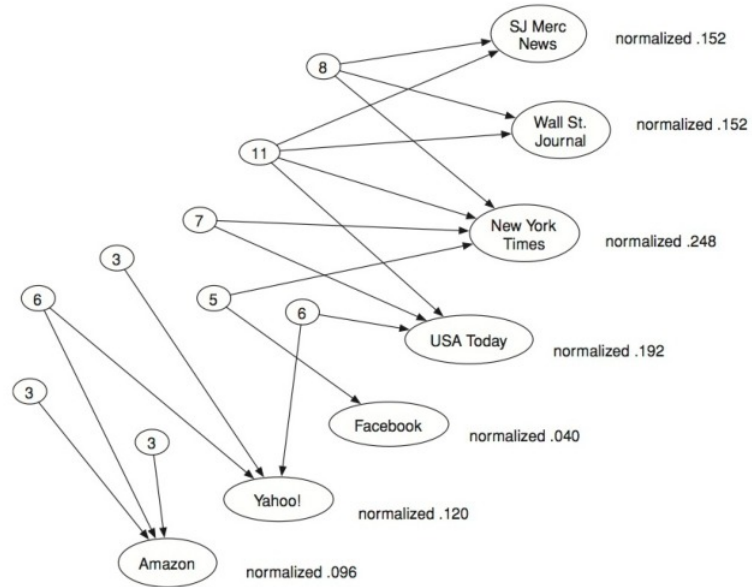 SJ Merc
News
normalized .152
8
Wall St.
Journal
normalized .152
11
7
New York
Times
normalized .248
3
6
5
6
USA Today
normalized .192
3
Facebook
normalized .040
3
Yahoo!
normalized .120
Amazon
normalized .096